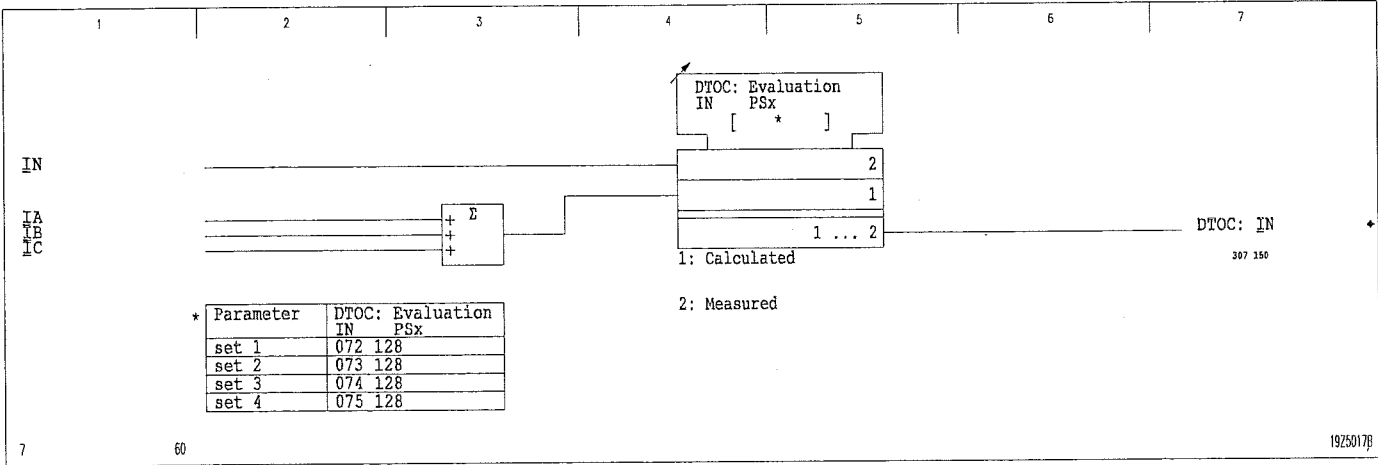 1 2 3 4 5 6 7
DTOC: Evaluation
IN PSx
[ * ]
IN
2
1
IA
IB
IC
Σ
+
+
+
1 ... 2
DTOC: IN
307 150
1: Calculated
2: Measured
* Parameter DTOC: Evaluation
IN PSx
set 1 072 128
set 2 073 128
set 3 074 128
set 4 075 128
7 60
19Z5017B